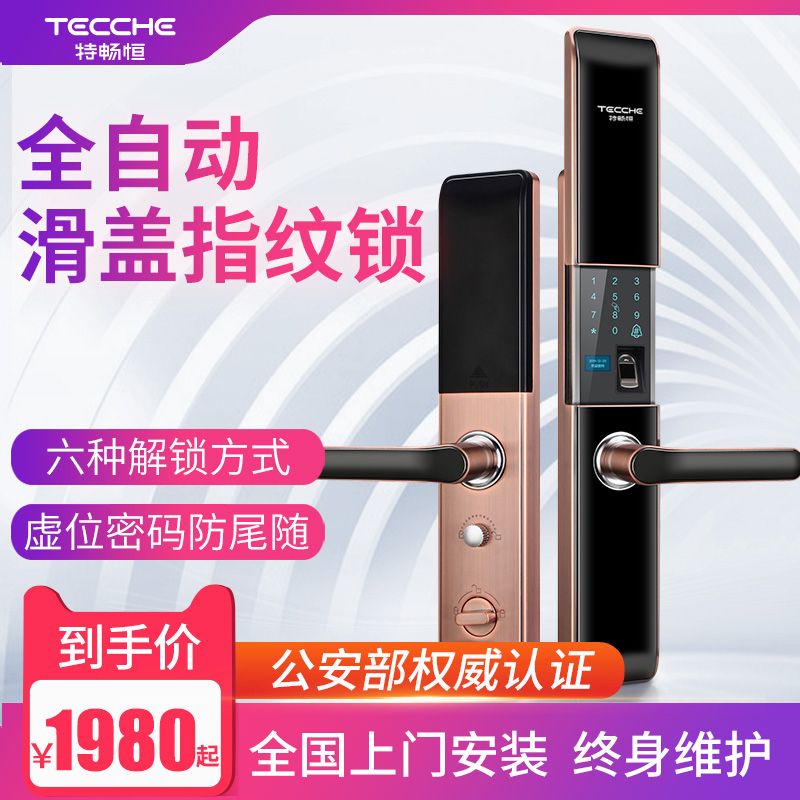 TECCHE
特畅恒
全自动
滑盖指纹锁
TECCHE
特畅恒
1 2 3
4 5 6
7 8 9
* 0
六种解锁方式
虚位密码防尾随
到手价
¥1980起
公安部权威认证
全国上门安装 终身维护